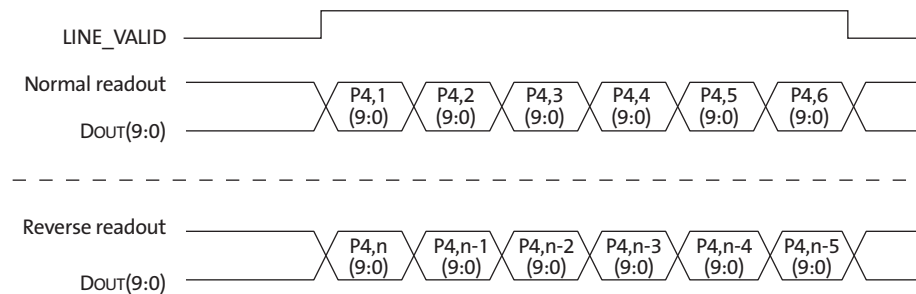 LINE_VALID
Normal readout
P4,1 P4,2 P4,3 P4,4 P4,5 P4,6
(9:0) (9:0) (9:0) (9:0) (9:0) (9:0)
DOUT(9:0)
Reverse readout
P4,n P4,n-1 P4,n-2 P4,n-3 P4,n-4 P4,n-5
(9:0) (9:0) (9:0) (9:0) (9:0) (9:0)
DOUT(9:0)